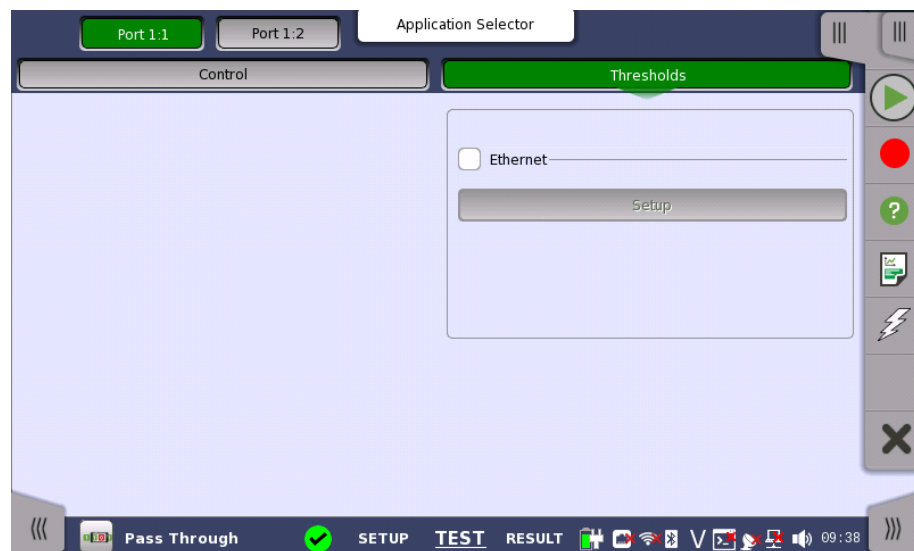 Port 1:1 Port 1:2 Application Selector
Control Thresholds
Ethernet
Setup
Pass Through SETUP TEST RESULT V 09:38